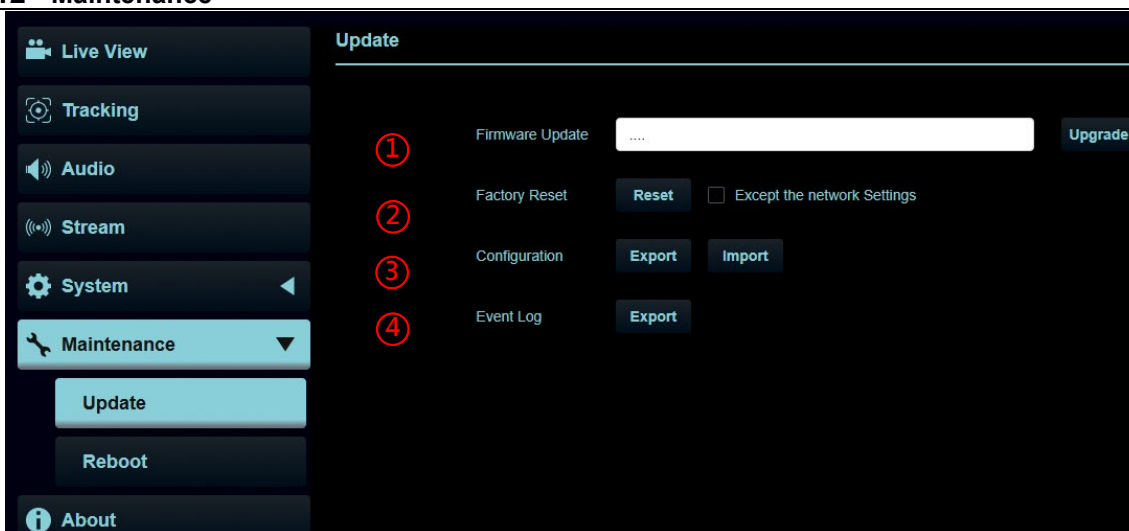 Live View
Tracking
Audio
Stream
System
Maintenance
Update
Reboot
About
Update
① Firmware Update .... Upgrade
② Factory Reset Reset Except the network Settings
③ Configuration Export Import
④ Event Log Export